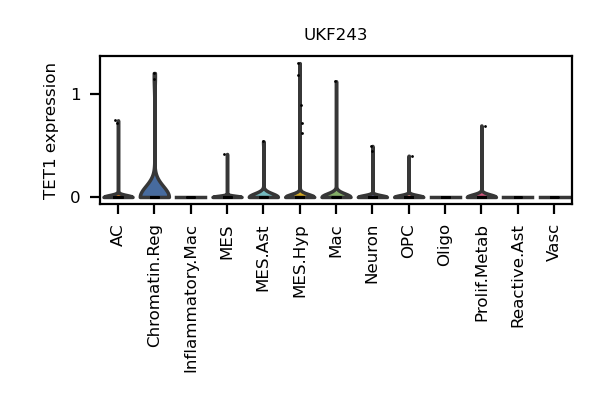 UKF243
TET1 expression
1
0
AC
Chromatin.Reg
Inflammatory.Mac
MES
MES.Ast
MES.Hyp
Mac
Neuron
OPC
Oligo
Prolif.Metab
Reactive.Ast
Vasc